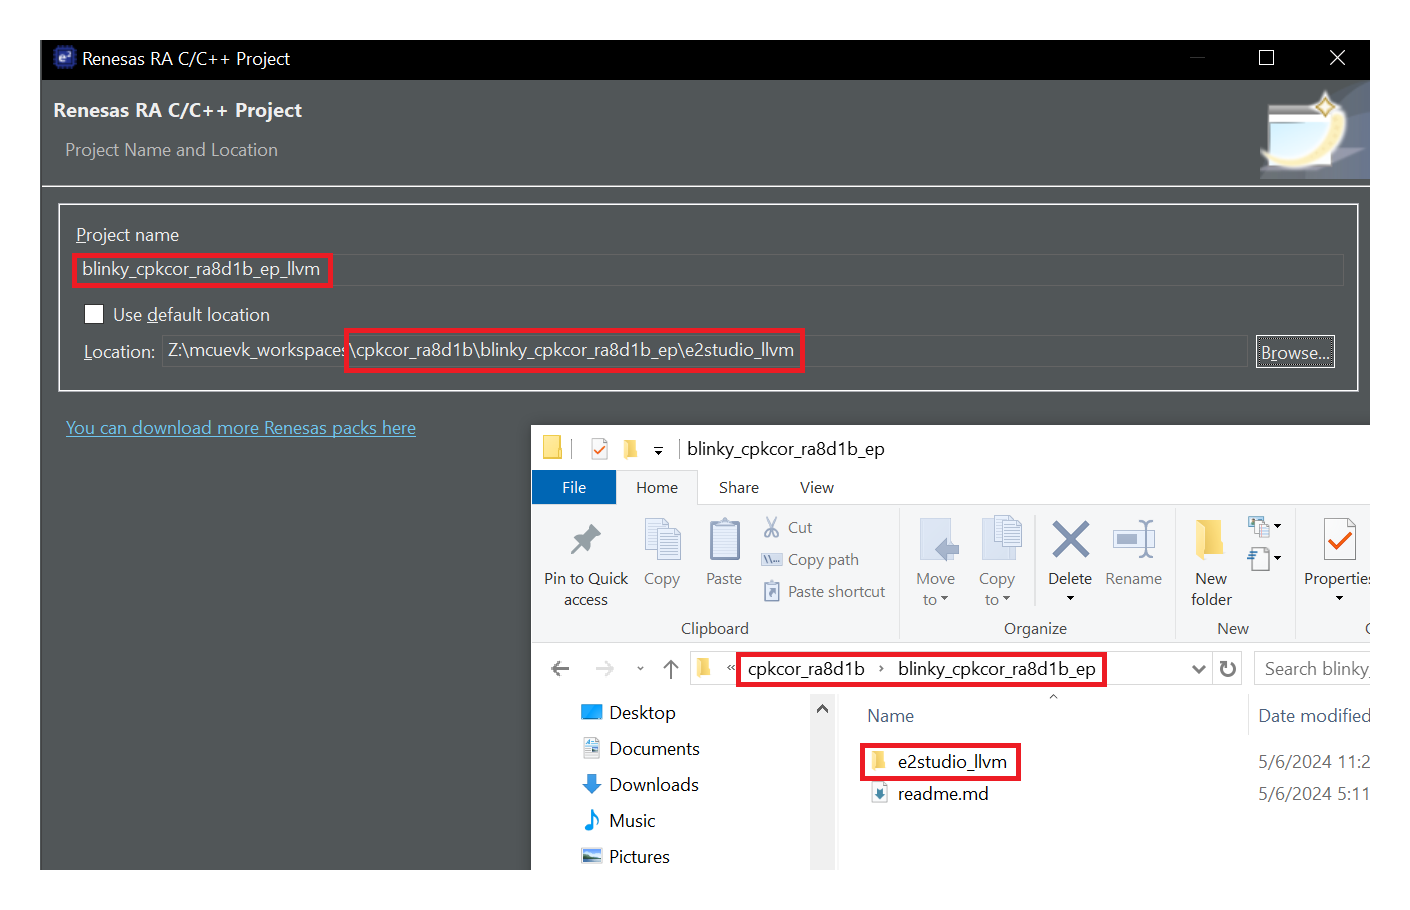 e²
Renesas RA C/C++ Project
Renesas RA C/C++ Project
Project Name and Location
Project name
blinky_cpkcor_ra8d1b_ep_llvm
Use default location
Location: Z:\mcuevk_workspaces\cpkcor_ra8d1b\blinky_cpkcor_ra8d1b_ep\e2studio_llvm Browse...
You can download more Renesas packs here
blinky_cpkcor_ra8d1b_ep
File Home Share View
Pin to Quick access
Copy
Paste
Cut
Copy path
Paste shortcut
Move to
Copy to
Delete
Rename
New folder
Properties
Clipboard Organize New
« cpkcor_ra8d1b › blinky_cpkcor_ra8d1b_ep Search blinky_
Desktop
Documents
Downloads
Music
Pictures
Name Date modified
e2studio_llvm 5/6/2024 11:2
readme.md 5/6/2024 5:11